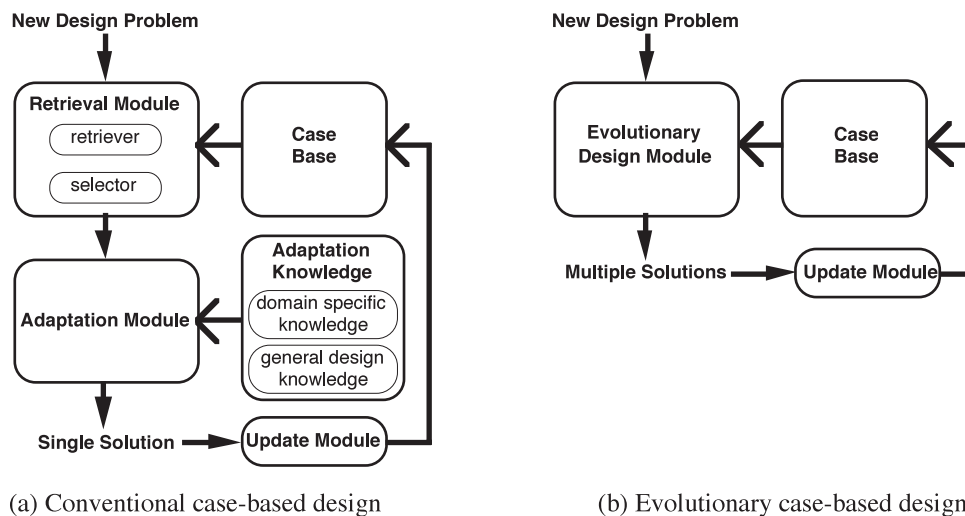 New Design Problem
Retrieval Module
retriever
selector
Case
Base
Adaptation
Knowledge
domain specific
knowledge
general design
knowledge
Adaptation Module
Single Solution
Update Module
(a) Conventional case-based design
New Design Problem
Evolutionary
Design Module
Case
Base
Multiple Solutions
Update Module
(b) Evolutionary case-based design